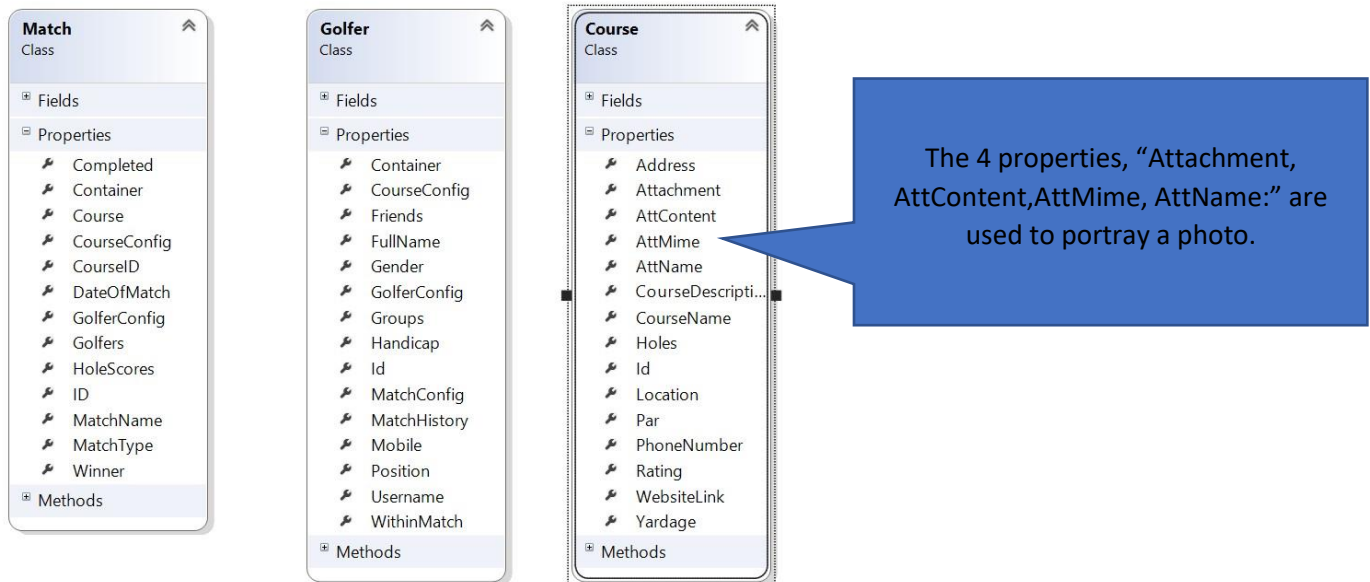 Match
Class
Fields
Properties
Completed
Container
Course
CourseConfig
CourseID
DateOfMatch
GolferConfig
Golfers
HoleScores
ID
MatchName
MatchType
Winner
Methods
Golfer
Class
Fields
Properties
Container
CourseConfig
Friends
FullName
Gender
GolferConfig
Groups
Handicap
Id
MatchConfig
MatchHistory
Mobile
Position
Username
WithinMatch
Methods
Course
Class
Fields
Properties
Address
Attachment
AttContent
AttMime
AttName
CourseDescripti...
CourseName
Holes
Id
Location
Par
PhoneNumber
Rating
WebsiteLink
Yardage
Methods
The 4 properties, “Attachment,
AttContent,AttMime, AttName:” are
used to portray a photo.